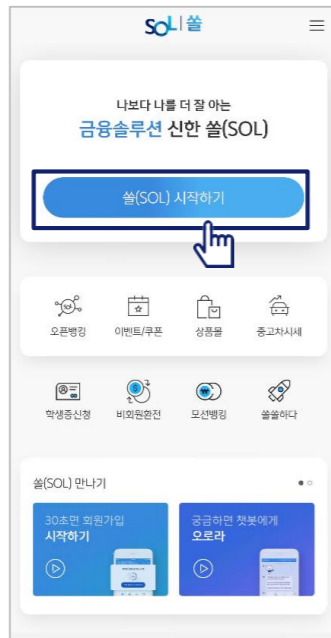 SOL 쏠
나보다 나를 더 잘 아는
금융솔루션 신한 쏠(SOL)
쏠(SOL) 시작하기
오픈뱅킹 이벤트/쿠폰 상품몰 중고차시세
학생증신청 비회원환전 모션뱅킹 쏠쏠하다
쏠(SOL) 만나기
30초면 회원가입
시작하기
궁금하면 챗봇에게
오로라